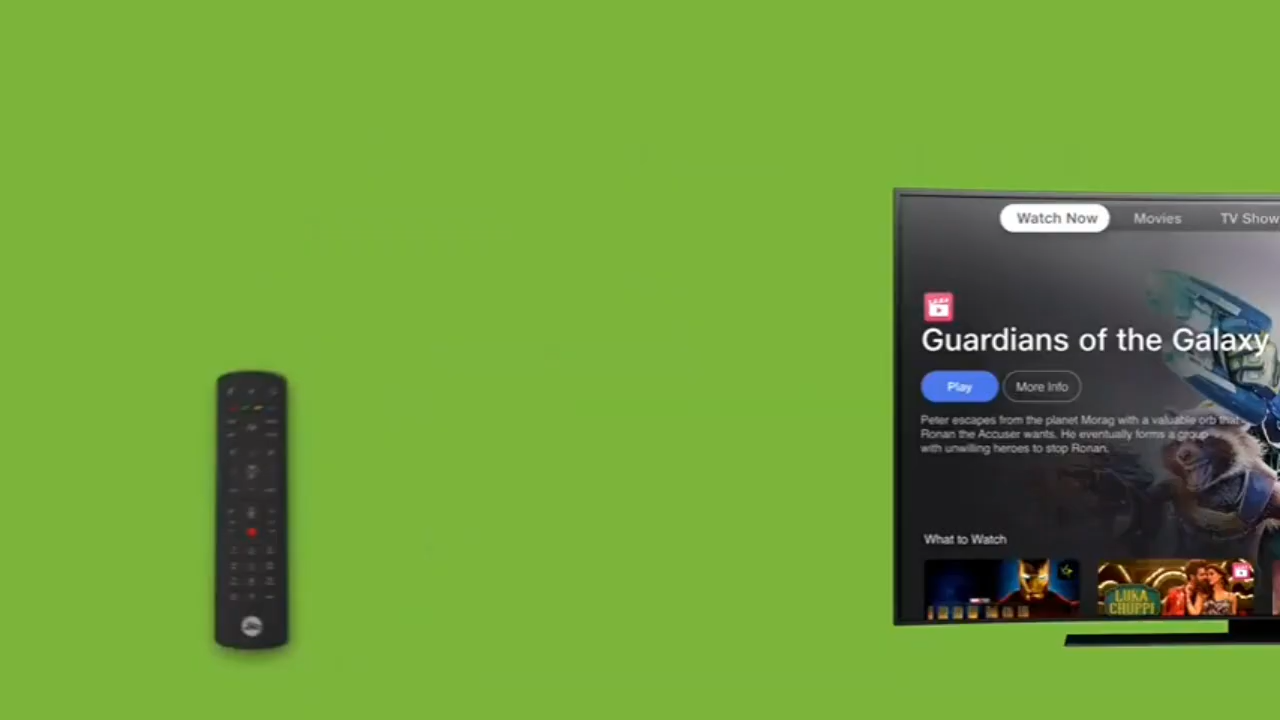 Watch Now Movies TV Show
Guardians of the Galaxy
Play More Info
Peter escapes from the planet Morag with a valuable orb that
Ronan the Accuser wants. He eventually forms a group
with unwilling heroes to stop Ronan.
What to Watch
LUKA
CHUPPI
Jio